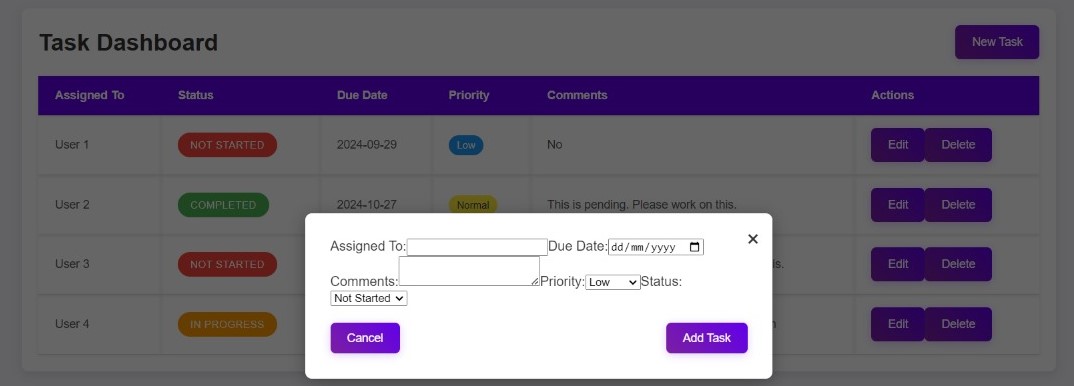 Task Dashboard
New Task
Assigned To Status Due Date Priority Comments Actions
User 1 NOT STARTED 2024-09-29 Low No Edit Delete
User 2 COMPLETED 2024-10-27 Normal This is pending. Please work on this. Edit Delete
User 3 NOT STARTED Edit Delete
User 4 IN PROGRESS Edit Delete
×
Assigned To: Due Date: dd/mm/yyyy
Comments: Priority: Low Status:
Not Started
Cancel Add Task